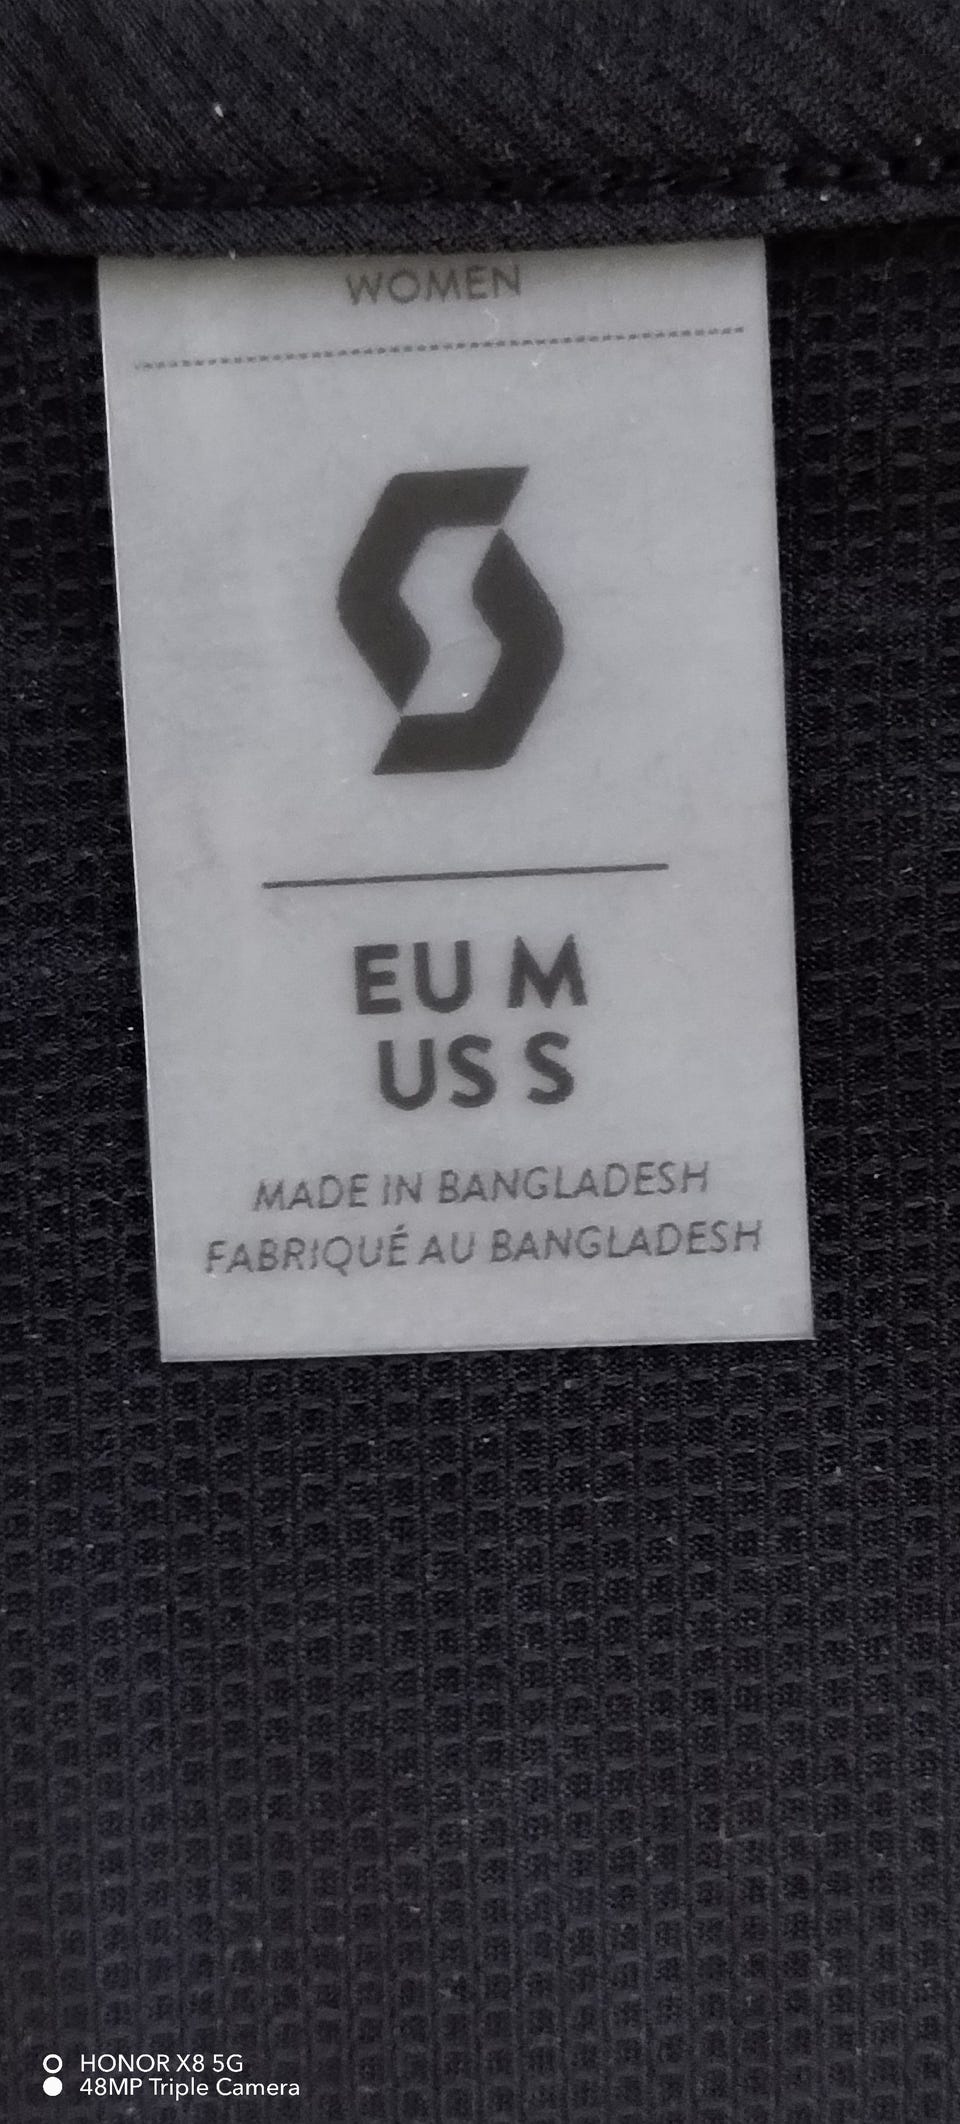 WOMEN
EU M
US S
MADE IN BANGLADESH
FABRIQUÉ AU BANGLADESH
HONOR X8 5G
48MP Triple Camera